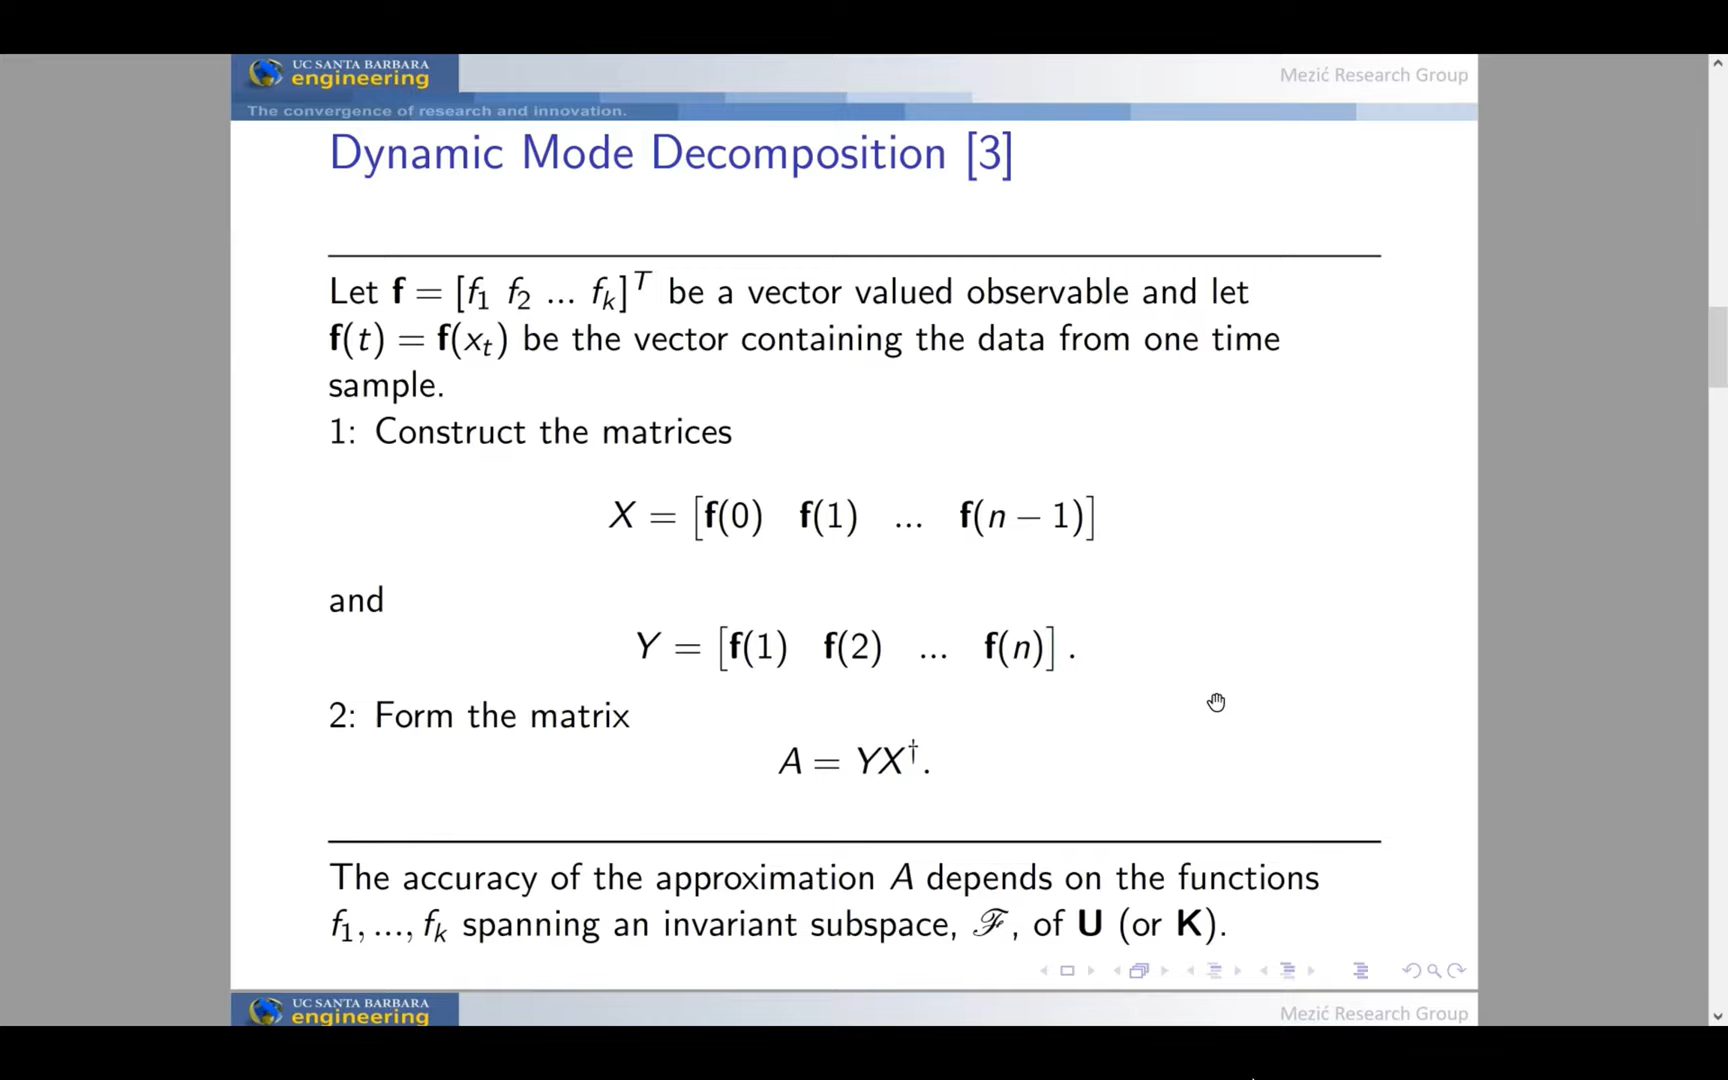 UC SANTA BARBARA
engineering
Mezić Research Group
The convergence of research and innovation.
Dynamic Mode Decomposition [3]
Let f = [f₁ f₂ ... fₖ]ᵀ be a vector valued observable and let
f(t) = f(xₜ) be the vector containing the data from one time
sample.
1: Construct the matrices
X = [f(0) f(1) ... f(n − 1)]
and
Y = [f(1) f(2) ... f(n)] .
2: Form the matrix
A = YX†.
The accuracy of the approximation A depends on the functions
f₁, ..., fₖ spanning an invariant subspace, ℱ, of U (or K).
UC SANTA BARBARA
engineering
Mezić Research Group